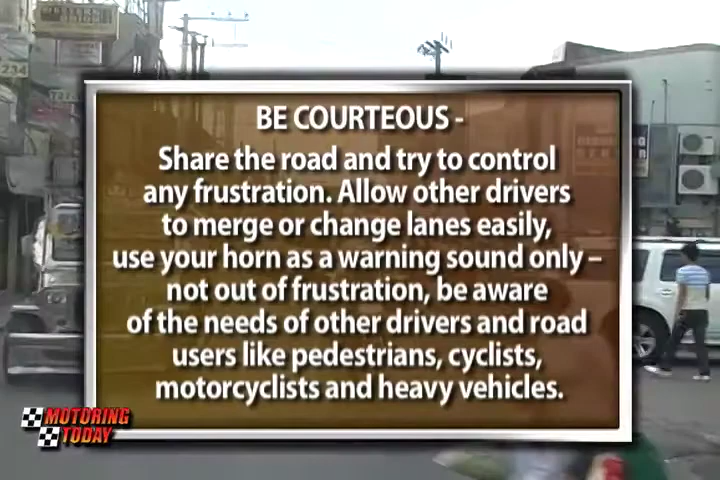 234
BE COURTEOUS -
Share the road and try to control
any frustration. Allow other drivers
to merge or change lanes easily,
use your horn as a warning sound only –
not out of frustration, be aware
of the needs of other drivers and road
users like pedestrians, cyclists,
motorcyclists and heavy vehicles.
MOTORING
TODAY